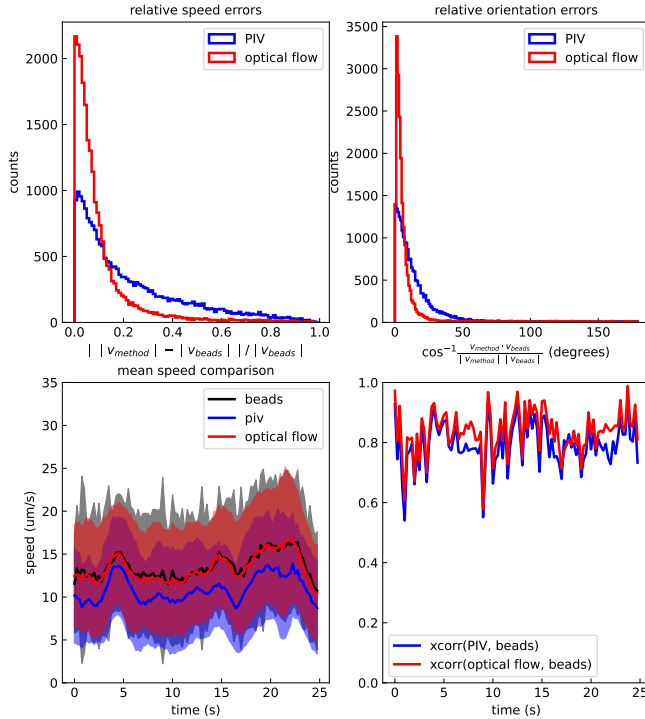 relative speed errors
PIV
optical flow
counts
0
500
1000
1500
2000
0.0
0.2
0.4
0.6
0.8
1.0
| | v_method | − | v_beads | | / | v_beads |
relative orientation errors
PIV
optical flow
counts
0
500
1000
1500
2000
2500
3000
3500
0
50
100
150
cos⁻¹ v_method · v_beads / | v_method | | v_beads | (degrees)
mean speed comparison
beads
piv
optical flow
speed (um/s)
0
5
10
15
20
25
30
35
0
5
10
15
20
25
time (s)
0.0
0.2
0.4
0.6
0.8
1.0
xcorr(PIV, beads)
xcorr(optical flow, beads)
0
5
10
15
20
25
time (s)